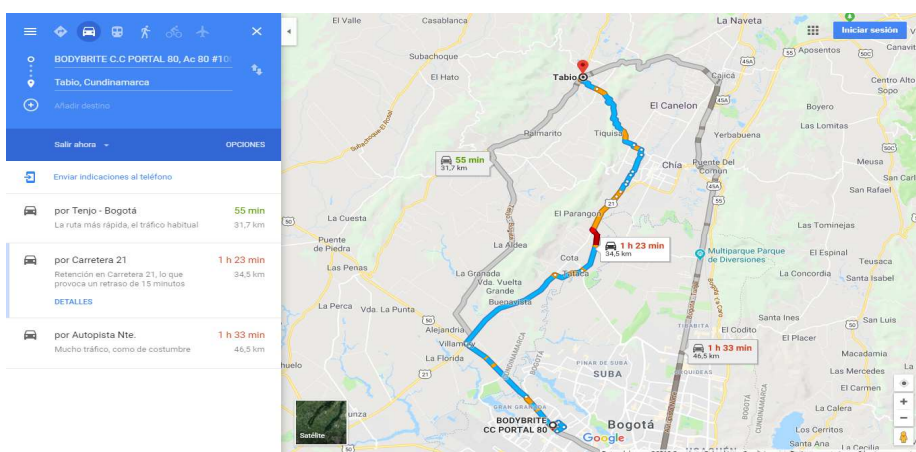 BODYBRITE C.C PORTAL 80, Ac 80 #10
Tabio, Cundinamarca
Añadir destino
Salir ahora
OPCIONES
Enviar indicaciones al teléfono
por Tenjo - Bogotá
55 min
La ruta más rápida, el tráfico habitual
31,7 km
por Carretera 21
1 h 23 min
Retención en Carretera 21, lo que
34,5 km
provoca un retraso de 15 minutos
DETALLES
por Autopista Nte.
1 h 33 min
Mucho tráfico, como de costumbre
46,5 km
Iniciar sesión
El Valle
Casablanca
La Naveta
Aposentos
Subachoque
Cajicá
Centro Alto
Sopo
El Hato
Tabio
El Canelon
Boyero
Las Lomitas
Palmarito
Tiquisa
Yerbabuena
Chía
Puente Del
Común
Meusa
San Carl
San Rafael
55 min
31,7 km
La Cuesta
El Parangon
Las Tominejas
Puente
de Piedra
La Aldea
1 h 23 min
34,5 km
Multiparque Parque
de Diversiones
El Espinal
Teusaca
Las Penas
Cota
La Granada
Vda. Vuelta
Grande
La Concordia
Santa Isabel
La Perca
Vda. La Punta
Buenavista
Santa Ines
San Luis
Alejandria
TIBABITA
El Codito
El Placer
La Florida
PINAR DE SUBA
SUBA
1 h 33 min
46,5 km
Macadamia
Las Mercedes
La
El Carmen
BODYBRITE
CC PORTAL 80
Bogotá
La Calera
Los Cerritos
Santa Ana
La Cecilia
Satélite
Google